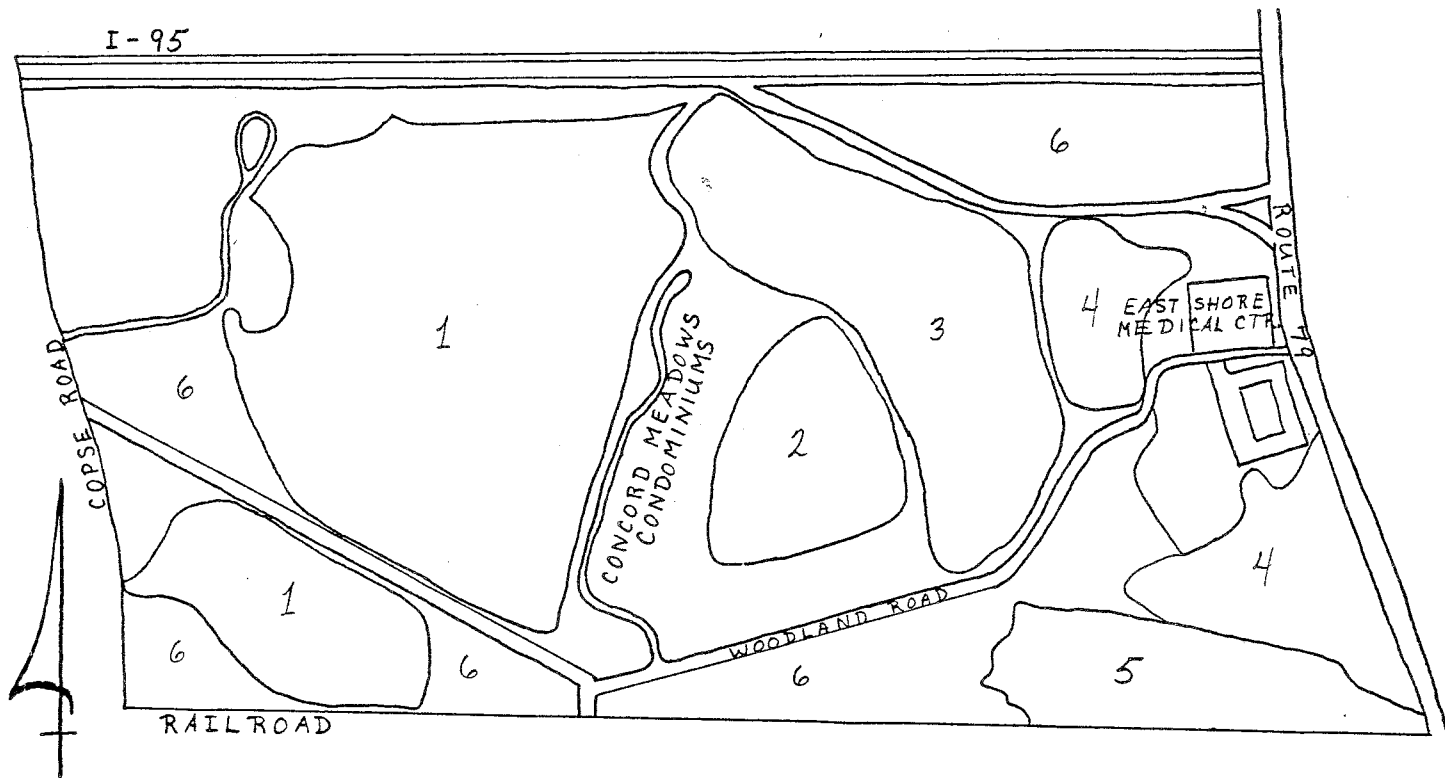 I-95
6
ROUTE 79
4
EAST SHORE
MEDICAL CTR.
1
3
COPSE ROAD
6
CONCORD MEADOWS
CONDOMINIUMS
2
4
1
WOODLAND ROAD
6
6
6
5
RAILROAD